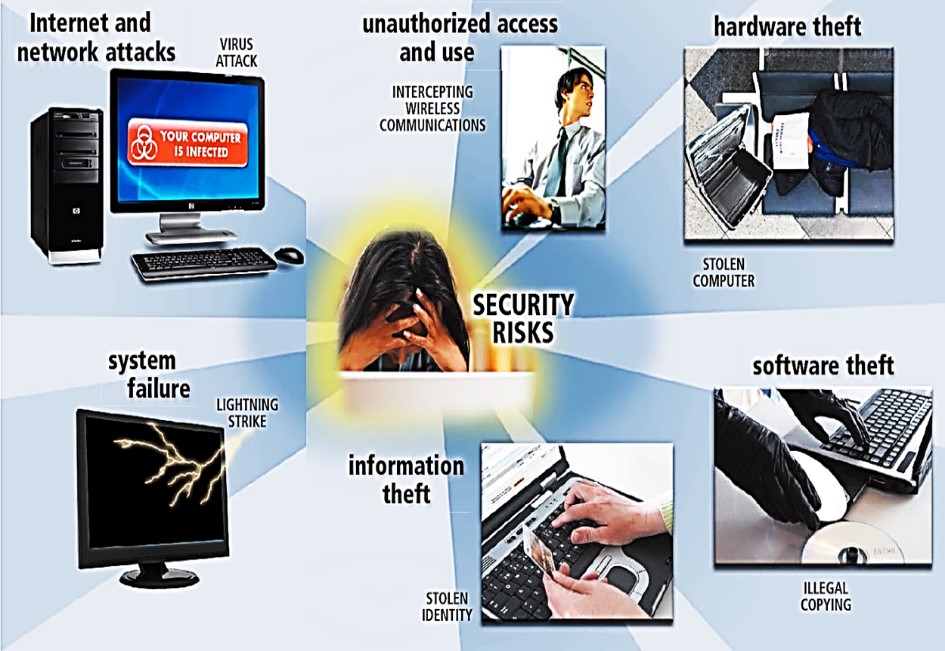 Internet and
network attacks
VIRUS
ATTACK
YOUR COMPUTER
IS INFECTED
unauthorized access
and use
INTERCEPTING
WIRELESS
COMMUNICATIONS
hardware theft
STOLEN
COMPUTER
SECURITY
RISKS
system
failure
LIGHTNING
STRIKE
information
theft
STOLEN
IDENTITY
software theft
ILLEGAL
COPYING